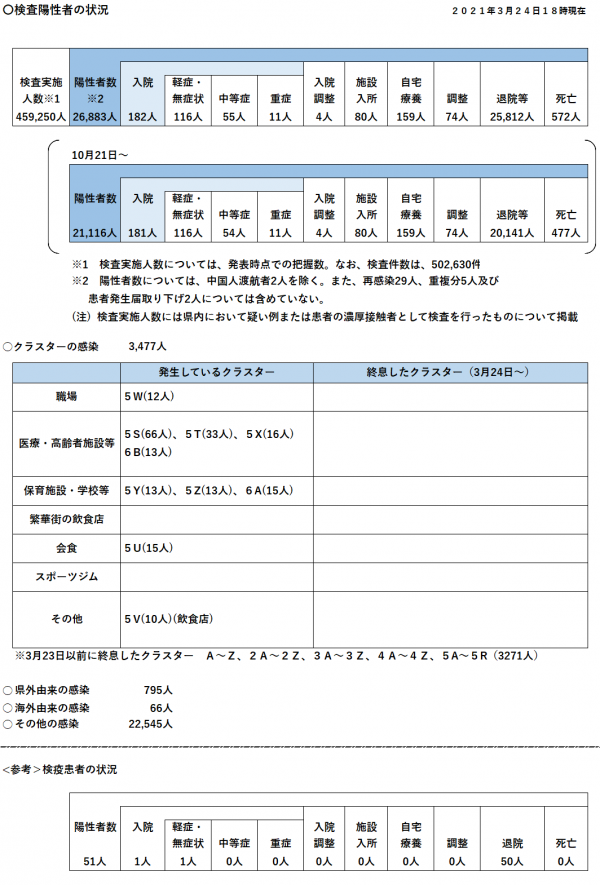 〇検査陽性者の状況
２０２１年３月２４日１８時現在
検査実施 陽性者数 入院 軽症・ 中等症 重症 入院 施設 自宅 調整 退院等 死亡
人数※1 ※2 無症状 調整 入所 療養
459,250人 26,883人 182人 116人 55人 11人 4人 80人 159人 74人 25,812人 572人
10月21日～
陽性者数 入院 軽症・ 中等症 重症 入院 施設 自宅 調整 退院等 死亡
無症状 調整 入所 療養
21,116人 181人 116人 54人 11人 4人 80人 159人 74人 20,141人 477人
※1 検査実施人数については、発表時点での把握数。なお、検査件数は、502,630件
※2 陽性者数については、中国人渡航者2人を除く。また、再感染29人、重複分5人及び
患者発生届取り下げ2人については含めていない。
（注）検査実施人数には県内において疑い例または患者の濃厚接触者として検査を行ったものについて掲載
〇クラスターの感染 3,477人
発生しているクラスター 終息したクラスター（3月24日～）
職場 ５W(12人)
医療・高齢者施設等 ５S(66人)、５T(33人)、５X(16人)
６B(13人)
保育施設・学校等 ５Y(13人)、５Z(13人)、６A(15人)
繁華街の飲食店
会食 ５U(15人)
スポーツジム
その他 ５V(10人)(飲食店)
※3月23日以前に終息したクラスター A～Z、２A～２Z、３A～３Z、４A～４Z、５A～５R（3271人）
〇県外由来の感染 795人
〇海外由来の感染 66人
〇その他の感染 22,545人
<参考＞検疫患者の状況
陽性者数 入院 軽症・ 中等症 重症 入院 施設 自宅 調整 退院 死亡
無症状 調整 入所 療養
51人 1人 1人 0人 0人 0人 0人 0人 0人 50人 0人